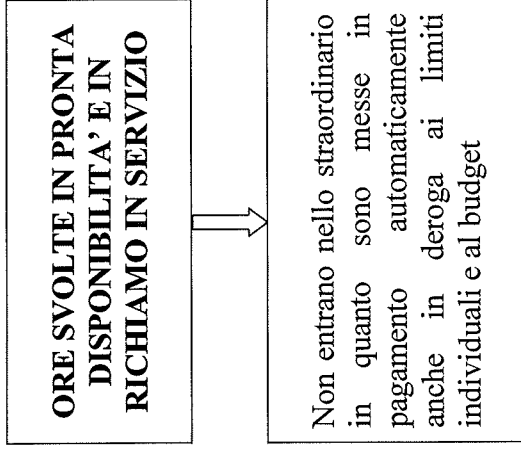 ORE SVOLTE IN PRONTA
DISPONIBILITA’ E IN
RICHIAMO IN SERVIZIO
Non entrano nello straordinario
in quanto sono messe in
pagamento automaticamente
anche in deroga ai limiti
individuali e al budget